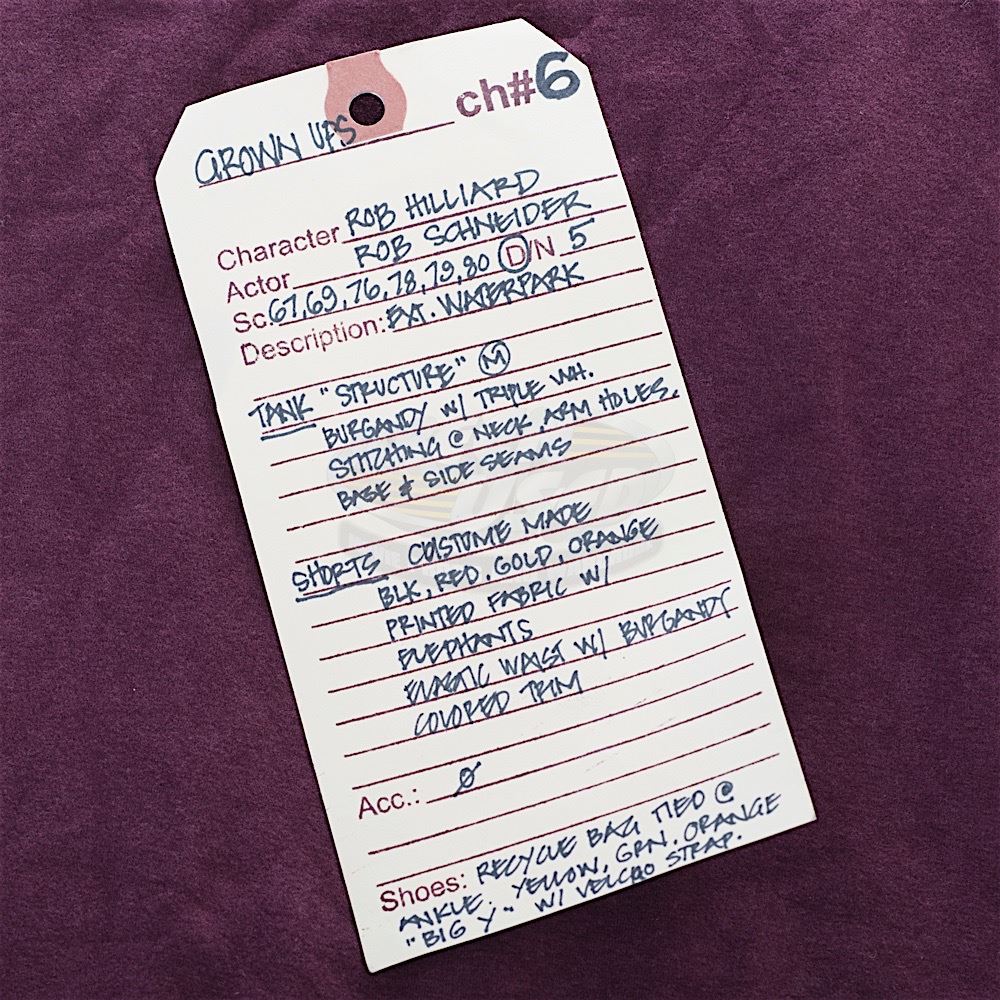 ch#6
GROWN UPS
Character ROB HILLIARD
Actor ROB SCHNEIDER
Sc. 67,69,76,78,79,80 D/N 5
Description: EXT. WATERPARK
TANK "STRUCTURE" M
BURGANDY W/ TRIPLE WH.
STITCHING @ NECK, ARM HOLES,
BASE & SIDE SEAMS
SHORTS COSTUME MADE
BLK, RED, GOLD, ORANGE
PRINTED FABRIC W/
ELEPHANTS
ELASTIC WAIST W/ BURGANDY
COLORED TRIM
Acc.: Ø
Shoes: RECYCLE BAG TIED @
ANKLE. YELLOW, GRN, ORANGE
"BIG Y" W/ VELCRO STRAP.